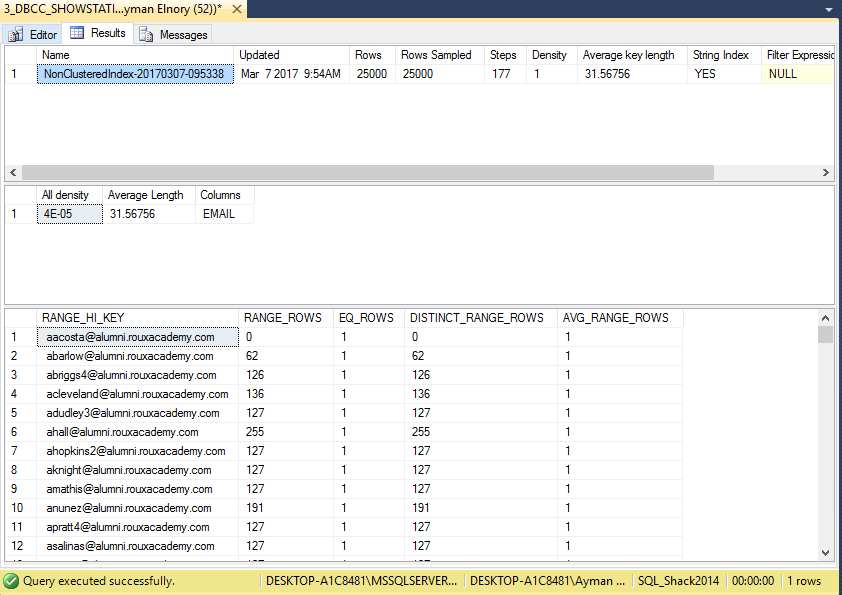 3_DBCC_SHOWSTATI...yman Elnory (52))* ×
Editor Results Messages
Name Updated Rows Rows Sampled Steps Density Average key length String Index Filter Expressio
1 NonClusteredIndex-20170307-095338 Mar 7 2017 9:54AM 25000 25000 177 1 31.56756 YES NULL
All density Average Length Columns
1 4E-05 31.56756 EMAIL
RANGE_HI_KEY RANGE_ROWS EQ_ROWS DISTINCT_RANGE_ROWS AVG_RANGE_ROWS
1 aacosta@alumni.rouxacademy.com 0 1 0 1
2 abarlow@alumni.rouxacademy.com 62 1 62 1
3 abriggs4@alumni.rouxacademy.com 126 1 126 1
4 acleveland@alumni.rouxacademy.com 136 1 136 1
5 adudley3@alumni.rouxacademy.com 127 1 127 1
6 ahall@alumni.rouxacademy.com 255 1 255 1
7 ahopkins2@alumni.rouxacademy.com 127 1 127 1
8 aknight@alumni.rouxacademy.com 127 1 127 1
9 amathis@alumni.rouxacademy.com 127 1 127 1
10 anunez@alumni.rouxacademy.com 191 1 191 1
11 apratt4@alumni.rouxacademy.com 127 1 127 1
12 asalinas@alumni.rouxacademy.com 127 1 127 1
Query executed successfully. DESKTOP-A1C8481\MSSQLSERVER... DESKTOP-A1C8481\Ayman ... SQL_Shack2014 00:00:00 1 rows